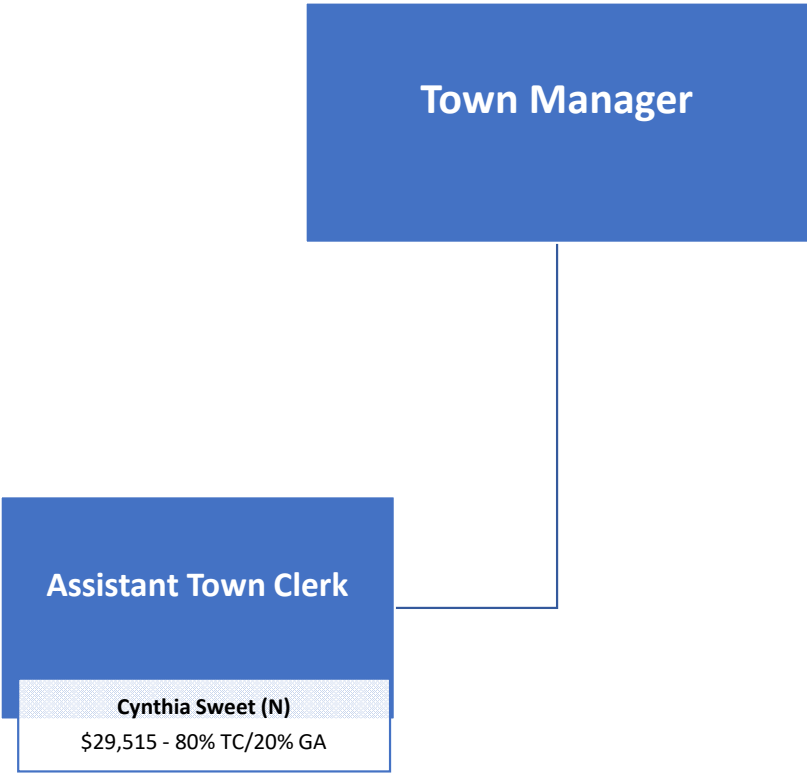 Town Manager
Assistant Town Clerk
Cynthia Sweet (N)
$29,515 - 80% TC/20% GA